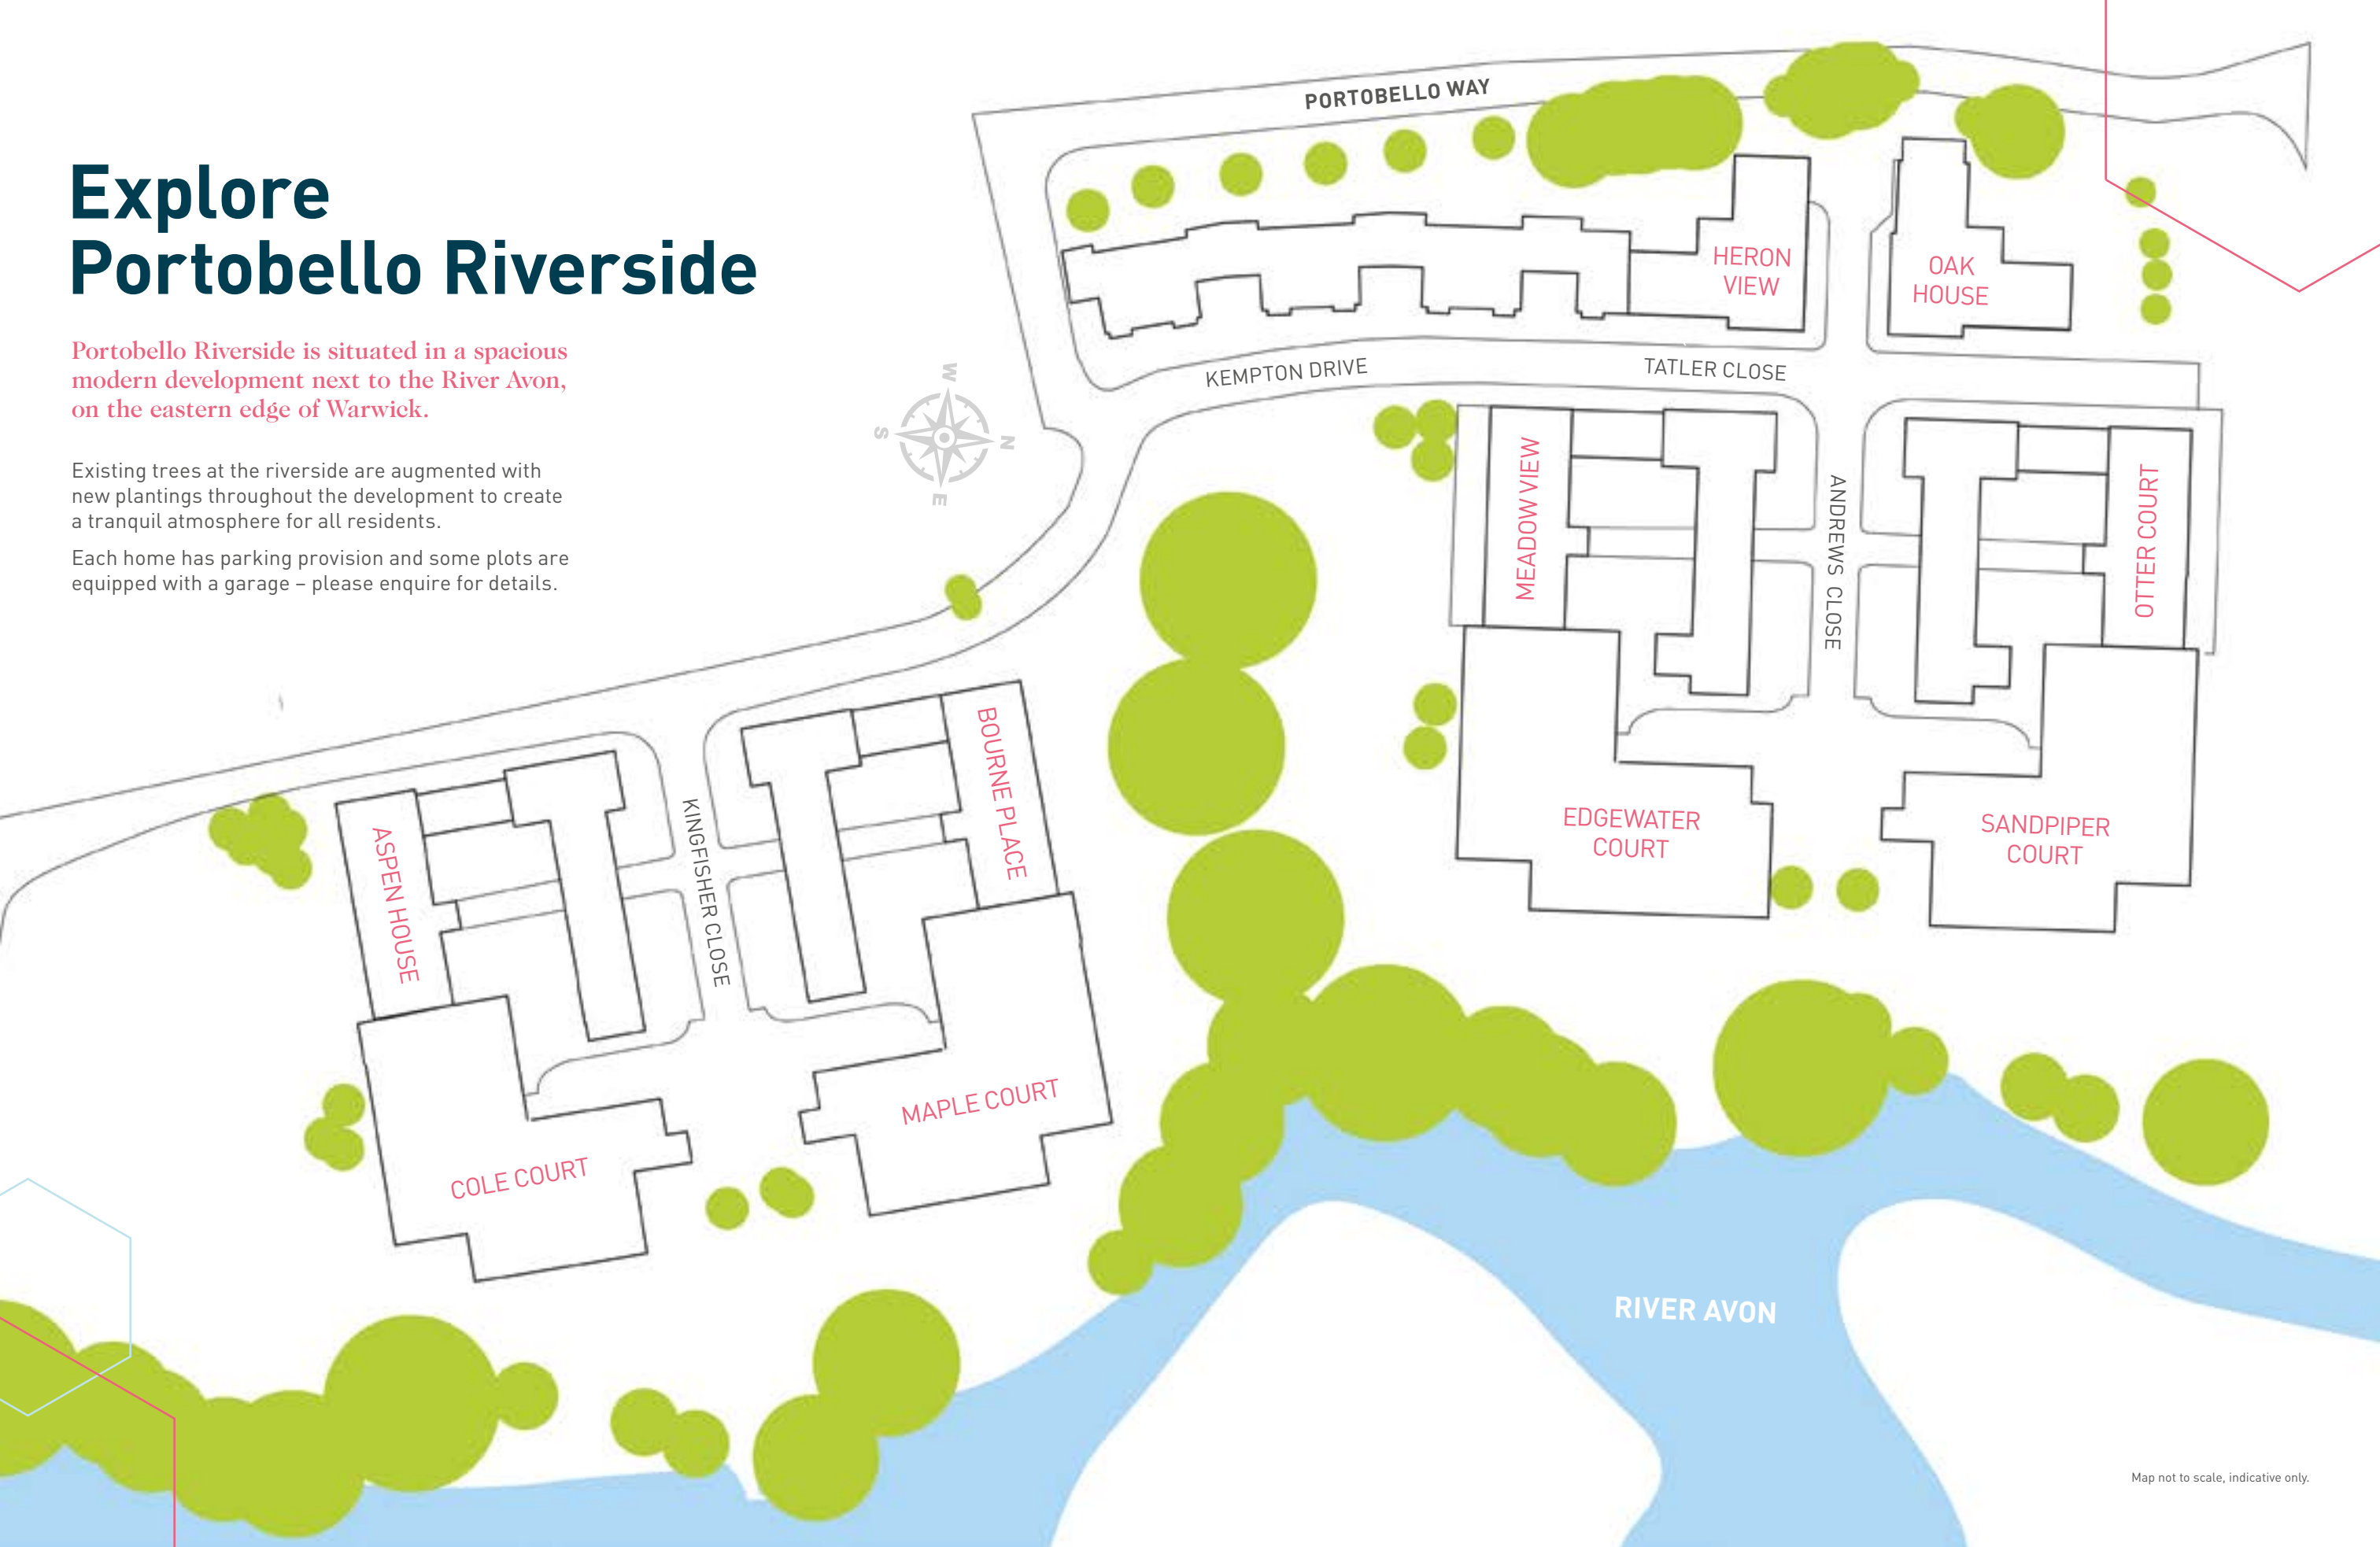 Explore
Portobello Riverside
Portobello Riverside is situated in a spacious
modern development next to the River Avon,
on the eastern edge of Warwick.
Existing trees at the riverside are augmented with
new plantings throughout the development to create
a tranquil atmosphere for all residents.
Each home has parking provision and some plots are
equipped with a garage – please enquire for details.
W
S
N
E
PORTOBELLO WAY
HERON
VIEW
OAK
HOUSE
KEMPTON DRIVE
TATLER CLOSE
MEADOW VIEW
ANDREWS CLOSE
OTTER COURT
EDGEWATER
COURT
SANDPIPER
COURT
BOURNE PLACE
KINGFISHER CLOSE
ASPEN HOUSE
MAPLE COURT
COLE COURT
RIVER AVON
Map not to scale, indicative only.